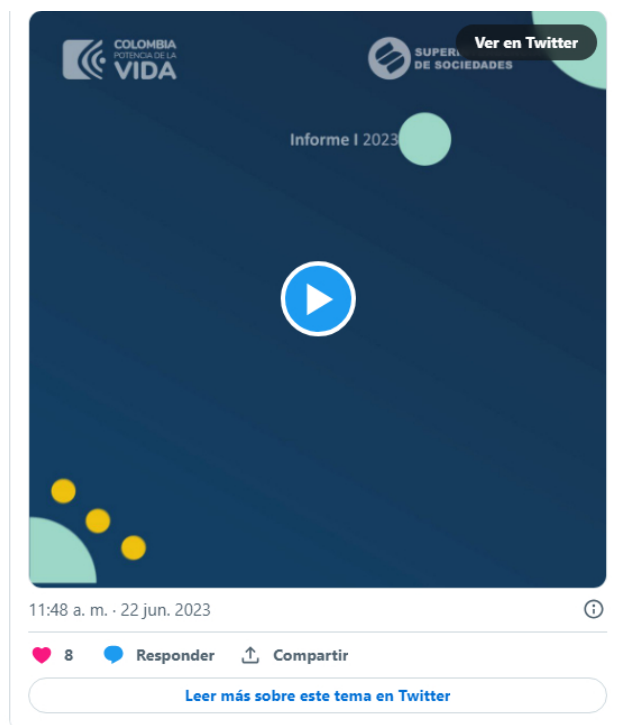 COLOMBIA
POTENCIA DE LA
VIDA
DE SOCIEDADES
Ver en Twitter
Informe I 2023
11:48 a. m. · 22 jun. 2023
8
Responder
Compartir
Leer más sobre este tema en Twitter